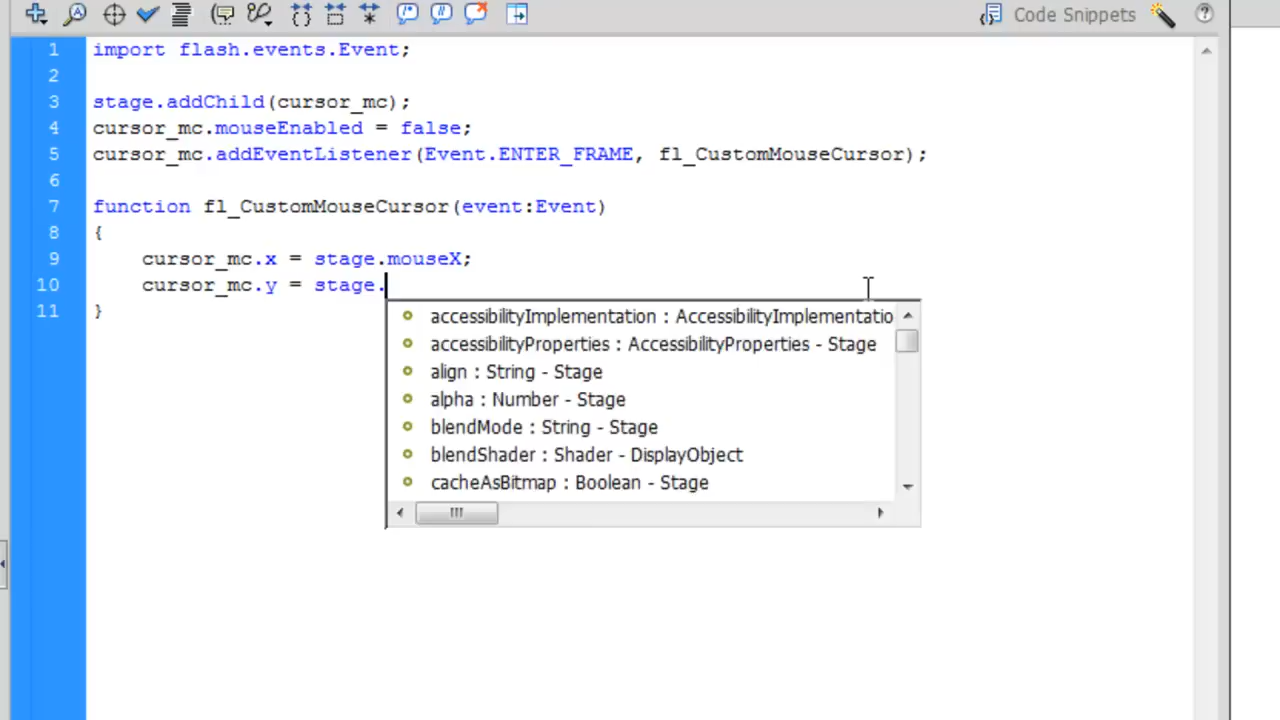 Code Snippets
1 import flash.events.Event;
2
3 stage.addChild(cursor_mc);
4 cursor_mc.mouseEnabled = false;
5 cursor_mc.addEventListener(Event.ENTER_FRAME, fl_CustomMouseCursor);
6
7 function fl_CustomMouseCursor(event:Event)
8 {
9 cursor_mc.x = stage.mouseX;
10 cursor_mc.y = stage.
11 }
accessibilityImplementation : AccessibilityImplementatio
accessibilityProperties : AccessibilityProperties - Stage
align : String - Stage
alpha : Number - Stage
blendMode : String - Stage
blendShader : Shader - DisplayObject
cacheAsBitmap : Boolean - Stage